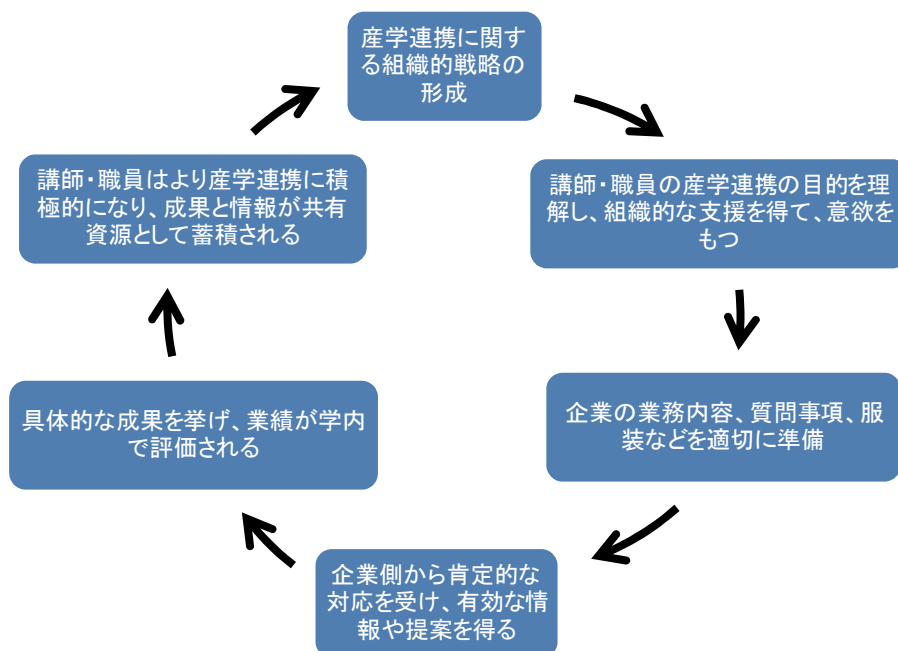 産学連携に関
する組織的戦略の
形成
講師・職員の産学連携の目的を理
解し、組織的な支援を得て、意欲を
もつ
企業の業務内容、質問事項、服
装などを適切に準備
企業側から肯定的な
対応を受け、有効な情
報や提案を得る
具体的な成果を挙げ、業績が学内
で評価される
講師・職員はより産学連携に積
極的になり、成果と情報が共有
資源として蓄積される